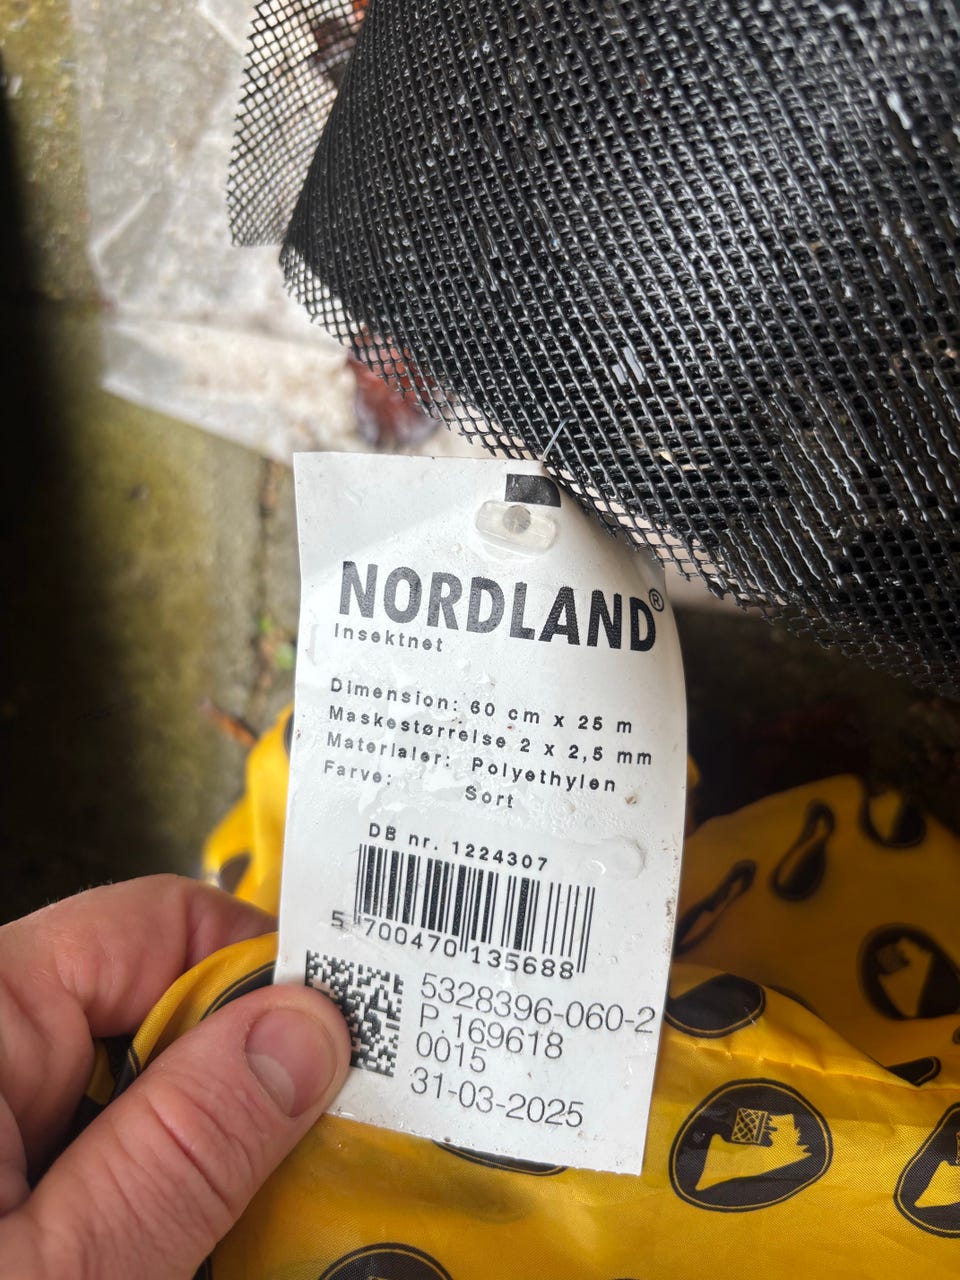 NORDLAND®
Insektnet
Dimension: 60 cm x 25 m
Maskestørrelse 2 x 2,5 mm
Materialer: Polyethylen
Farve: Sort
DB nr. 1224307
5 700470 135688
5328396-060-2
P.169618
0015
31-03-2025